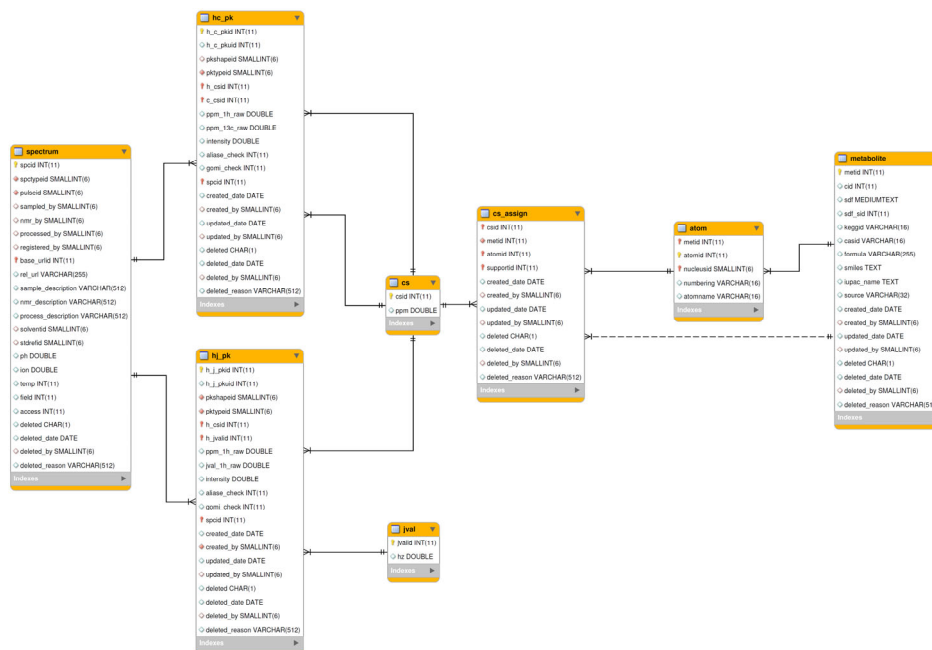 hc_pk
h_c_pkid INT(11)
h_c_pkuid INT(11)
pkshapeid SMALLINT(6)
pktypeid SMALLINT(6)
h_csid INT(11)
c_csid INT(11)
ppm_1h_raw DOUBLE
ppm_13c_raw DOUBLE
intensity DOUBLE
aliase_check INT(11)
gomi_check INT(11)
spcid INT(11)
created_date DATE
created_by SMALLINT(6)
updated_date DATE
updated_by SMALLINT(6)
deleted CHAR(1)
deleted_date DATE
deleted_by SMALLINT(6)
deleted_reason VARCHAR(512)
Indexes
spectrum
spcid INT(11)
spctypeid SMALLINT(6)
pulseid SMALLINT(6)
sampled_by SMALLINT(6)
nmr_by SMALLINT(6)
processed_by SMALLINT(6)
registered_by SMALLINT(6)
base_urlid INT(11)
rel_url VARCHAR(255)
sample_description VARCHAR(512)
nmr_description VARCHAR(512)
process_description VARCHAR(512)
solventid SMALLINT(6)
stdrefid SMALLINT(6)
ph DOUBLE
ion DOUBLE
temp INT(11)
field INT(11)
access INT(11)
deleted CHAR(1)
deleted_date DATE
deleted_by SMALLINT(6)
deleted_reason VARCHAR(512)
Indexes
hj_pk
h_j_pkid INT(11)
h_j_pkuid INT(11)
pkshapeid SMALLINT(6)
pktypeid SMALLINT(6)
h_csid INT(11)
h_jvalid INT(11)
ppm_1h_raw DOUBLE
jval_1h_raw DOUBLE
intensity DOUBLE
aliase_check INT(11)
gomi_check INT(11)
spcid INT(11)
created_date DATE
created_by SMALLINT(6)
updated_date DATE
updated_by SMALLINT(6)
deleted CHAR(1)
deleted_date DATE
deleted_by SMALLINT(6)
deleted_reason VARCHAR(512)
Indexes
cs
csid INT(11)
ppm DOUBLE
Indexes
jval
jvalid INT(11)
hz DOUBLE
Indexes
cs_assign
csid INT(11)
metid INT(11)
atomid INT(11)
supportid INT(11)
created_date DATE
created_by SMALLINT(6)
updated_date DATE
updated_by SMALLINT(6)
deleted CHAR(1)
deleted_date DATE
deleted_by SMALLINT(6)
deleted_reason VARCHAR(512)
Indexes
atom
metid INT(11)
atomid INT(11)
nucleusid SMALLINT(6)
numbering VARCHAR(16)
atomname VARCHAR(16)
Indexes
metabolite
metid INT(11)
cid INT(11)
sdf MEDIUMTEXT
sdf_sid INT(11)
keggid VARCHAR(16)
casid VARCHAR(16)
formula VARCHAR(255)
smiles TEXT
iupac_name TEXT
source VARCHAR(32)
created_date DATE
created_by SMALLINT(6)
updated_date DATE
updated_by SMALLINT(6)
deleted CHAR(1)
deleted_date DATE
deleted_by SMALLINT(6)
deleted_reason VARCHAR(51
Indexes